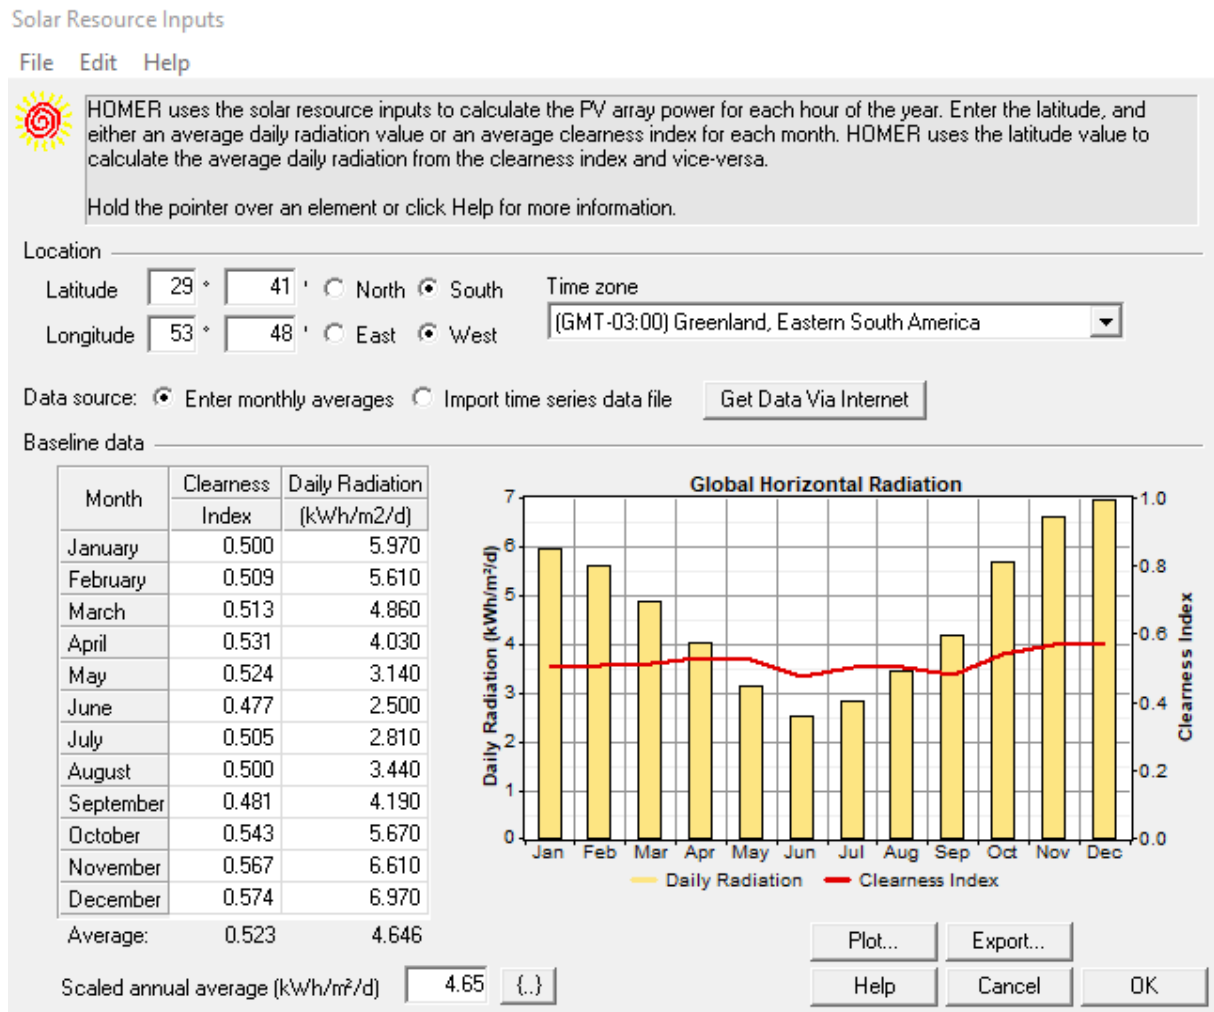 Solar Resource Inputs
File Edit Help
HOMER uses the solar resource inputs to calculate the PV array power for each hour of the year. Enter the latitude, and
either an average daily radiation value or an average clearness index for each month. HOMER uses the latitude value to
calculate the average daily radiation from the clearness index and vice-versa.
Hold the pointer over an element or click Help for more information.
Location
Latitude 29 ° 41 ' North South
Time zone
Longitude 53 ° 48 ' East West
(GMT-03:00) Greenland, Eastern South America
Data source: Enter monthly averages Import time series data file Get Data Via Internet
Baseline data
Month Clearness Index Daily Radiation (kWh/m2/d)
January 0.500 5.970
February 0.509 5.610
March 0.513 4.860
April 0.531 4.030
May 0.524 3.140
June 0.477 2.500
July 0.505 2.810
August 0.500 3.440
September 0.481 4.190
October 0.543 5.670
November 0.567 6.610
December 0.574 6.970
Average: 0.523 4.646
Scaled annual average (kWh/m²/d) 4.65 {..}
Global Horizontal Radiation
Daily Radiation (kWh/m²/d)
7
6
5
4
3
2
1
0
1.0
0.8
0.6
0.4
0.2
0.0
Clearness Index
Jan Feb Mar Apr May Jun Jul Aug Sep Oct Nov Dec
Daily Radiation Clearness Index
Plot... Export...
Help Cancel OK